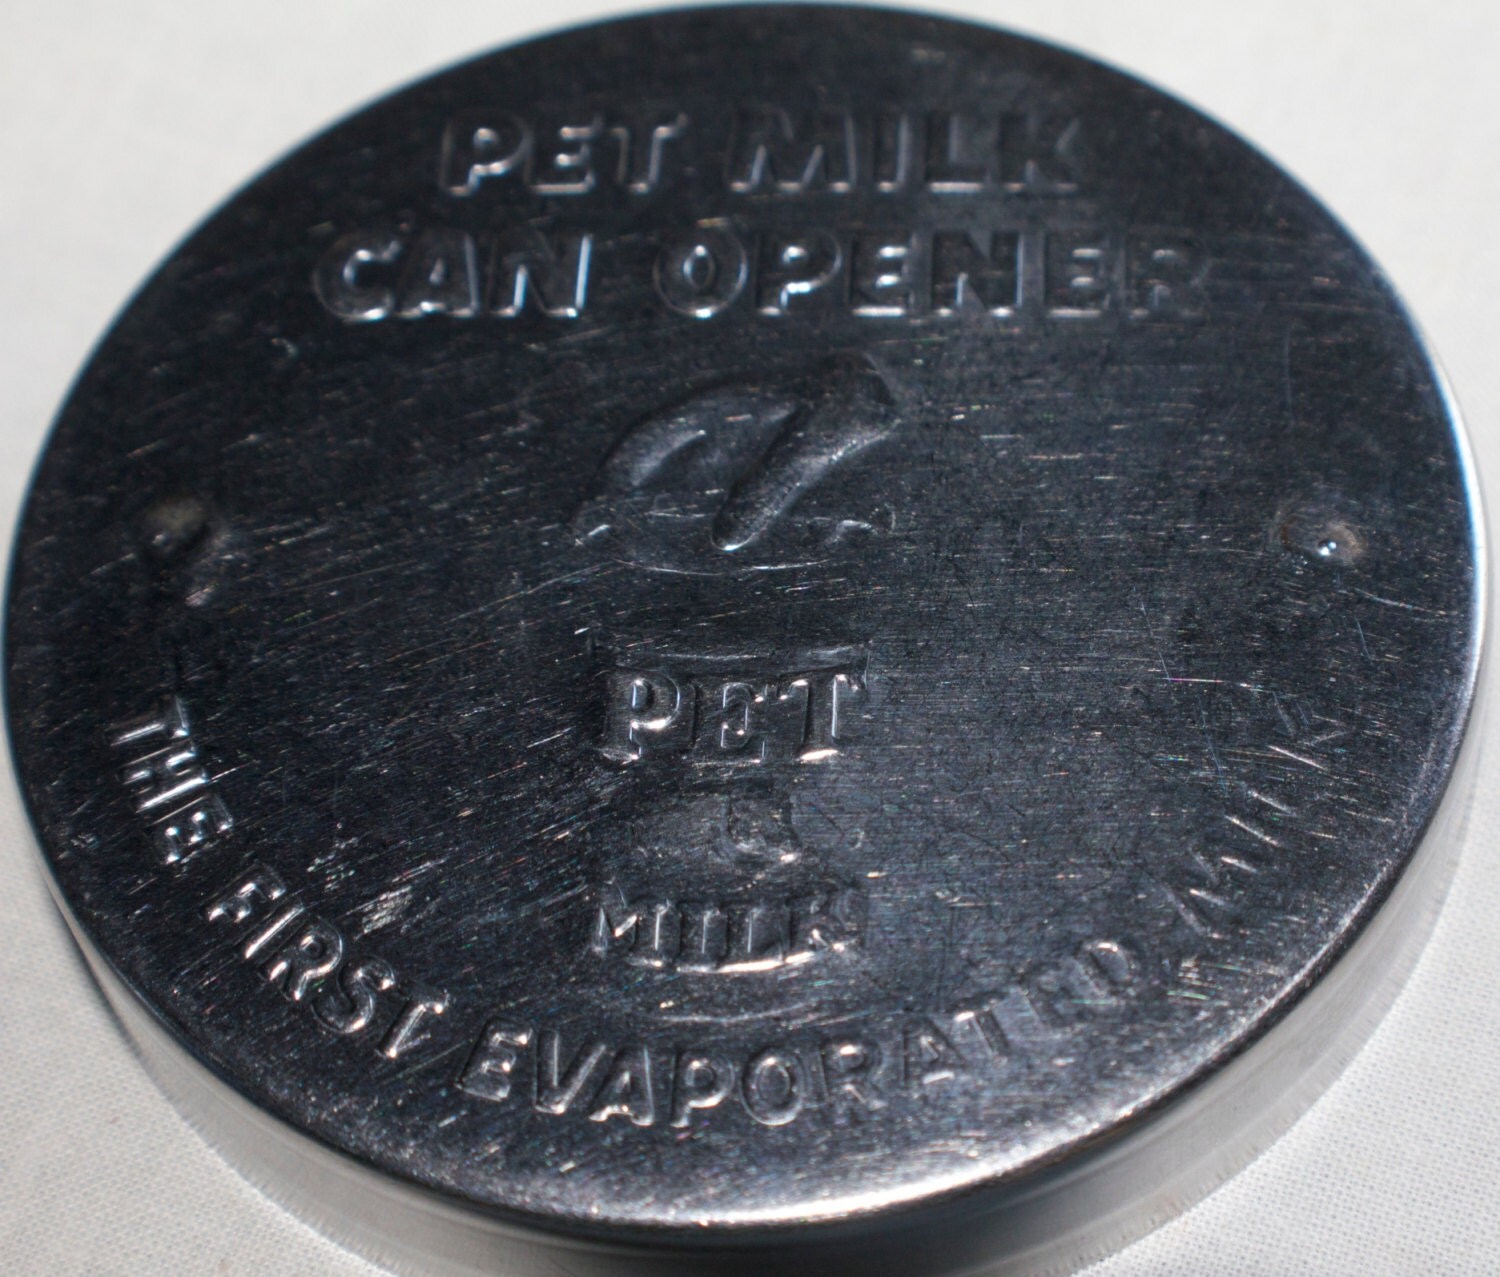 PET MILK
CAN OPENER
PET
MILK
THE FIRST EVAPORATED MILK